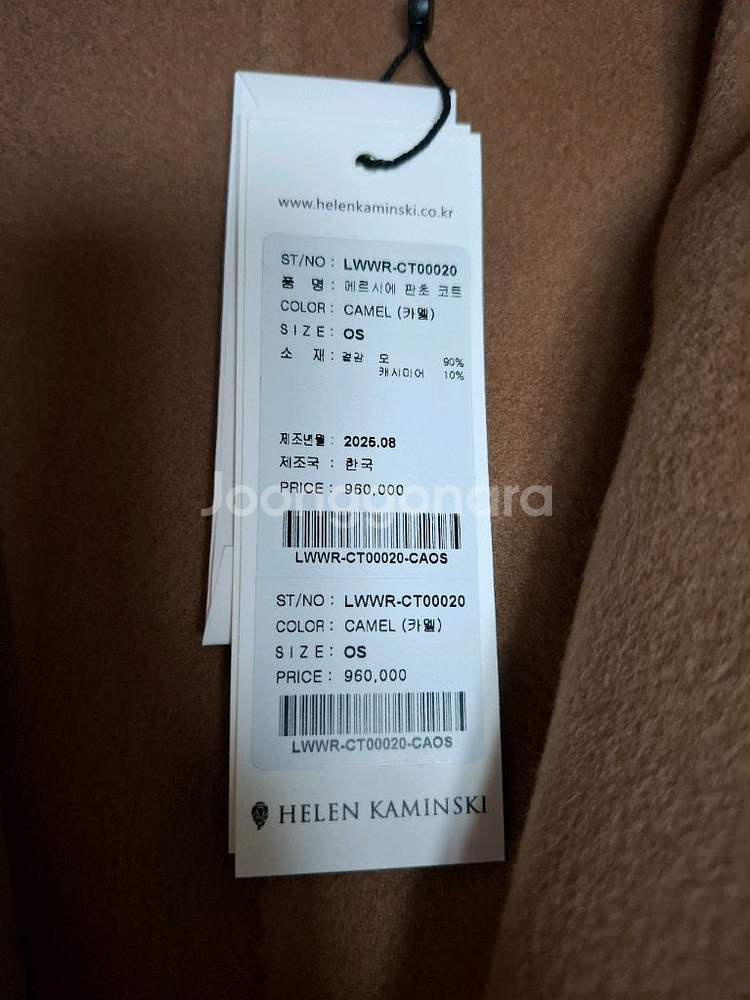 www.helenkaminski.co.kr
ST/NO : LWWR-CT00020
품 명 : 메르시에 판초 코트
COLOR : CAMEL (카멜)
SIZE : OS
소 재 : 겉감 모 90%
캐시미어 10%
제조년월 : 2025.08
제조국 : 한국
PRICE : 960,000
Joonggonara
LWWR-CT00020-CAOS
ST/NO : LWWR-CT00020
COLOR : CAMEL (카멜)
SIZE : OS
PRICE : 960,000
LWWR-CT00020-CAOS
HELEN KAMINSKI